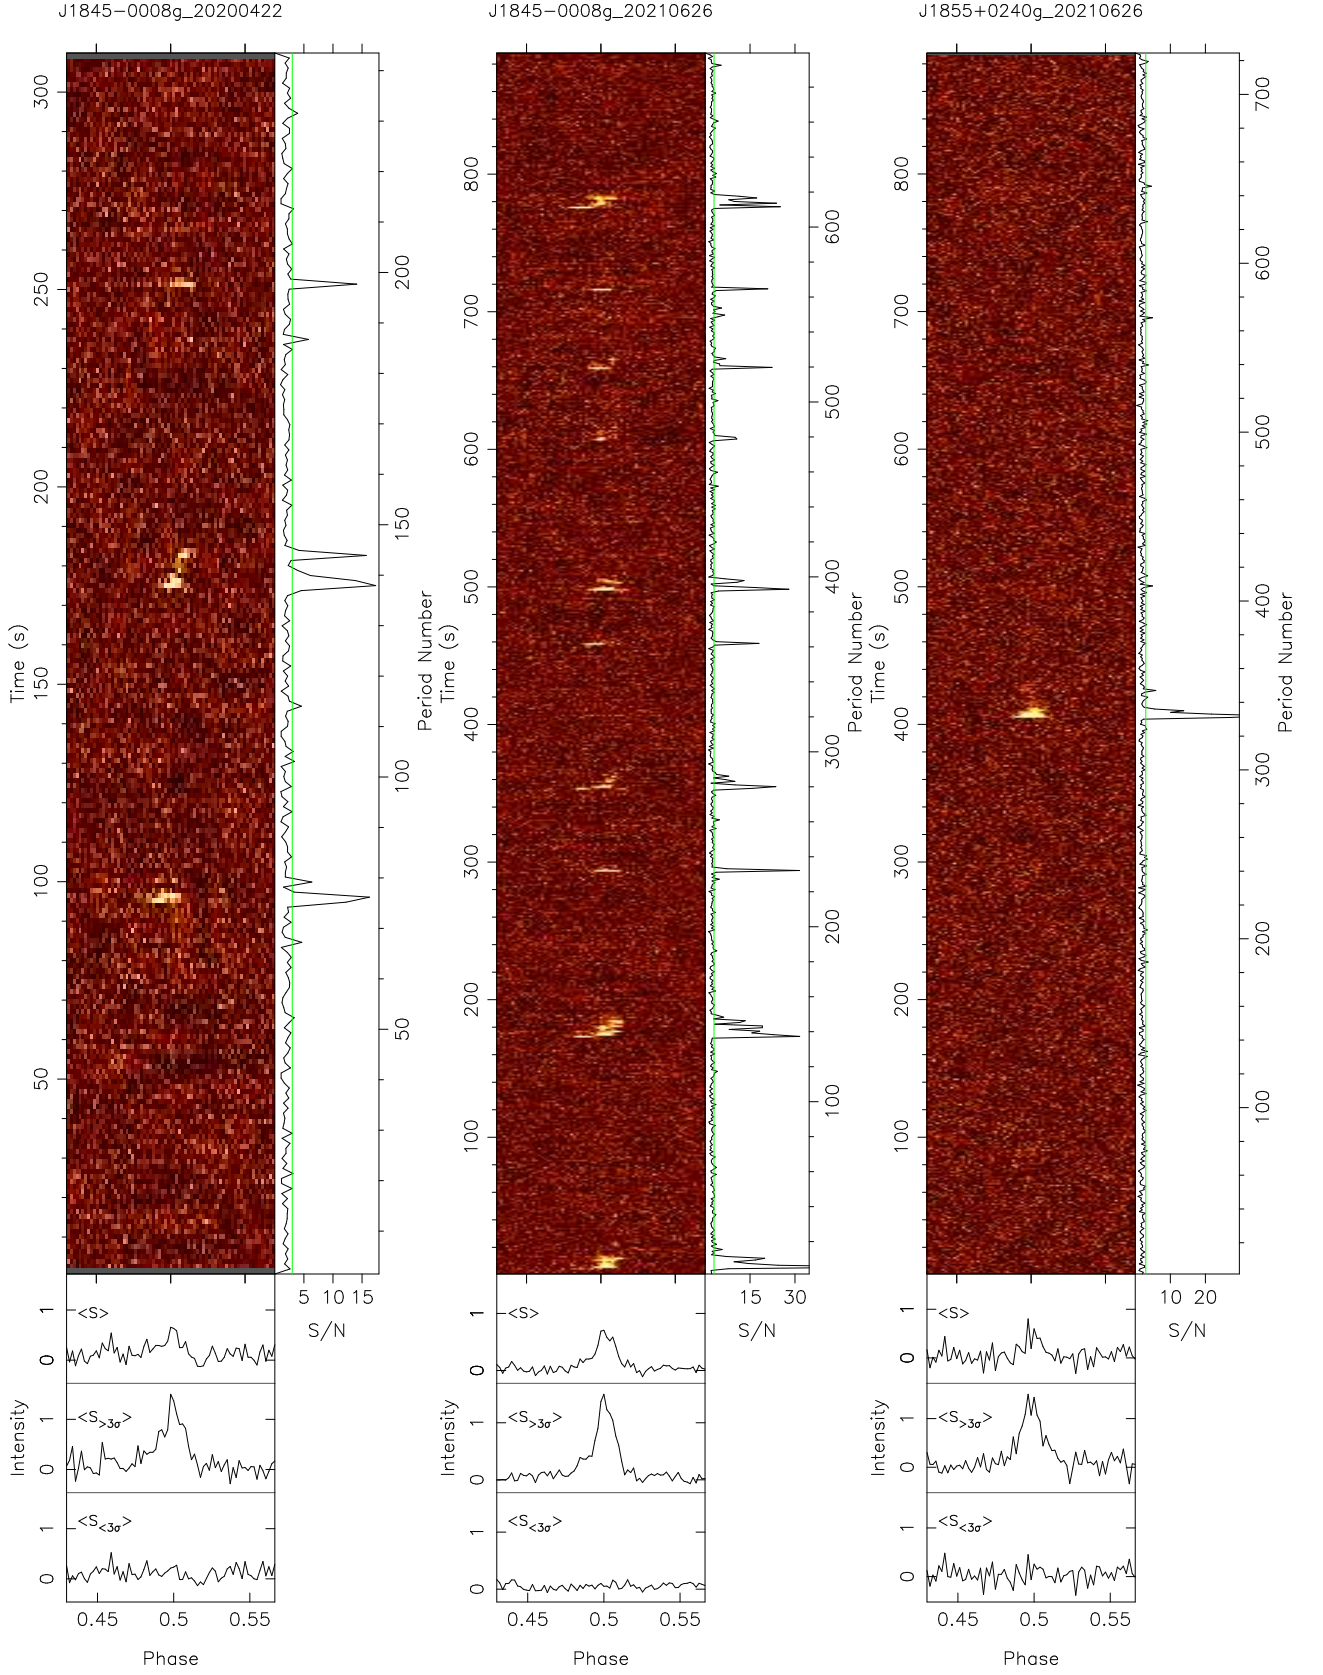 J1845-0008g_20200422
300
250
200
150
100
50
Time (s)
200
150
100
50
Period Number
5 10 15
S/N
<S>
1
0
<S>3σ>
1
0
<S<3σ>
1
0
Intensity
0.45 0.5 0.55
Phase
J1845-0008g_20210626
800
700
600
500
400
300
200
100
Time (s)
600
500
400
300
200
100
Period Number
15 30
S/N
<S>
1
0
<S>3σ>
1
0
<S<3σ>
1
0
Intensity
0.45 0.5 0.55
Phase
J1855+0240g_20210626
800
700
600
500
400
300
200
100
Time (s)
700
600
500
400
300
200
100
Period Number
10 20
S/N
<S>
1
0
<S>3σ>
1
0
<S<3σ>
1
0
Intensity
0.45 0.5 0.55
Phase